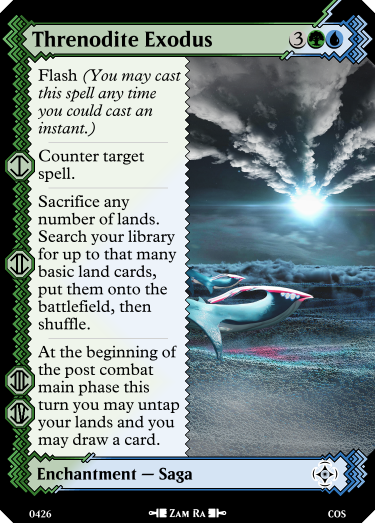 Threnodite Exodus 3
Flash (You may cast
this spell any time
you could cast an
instant.)
I Counter target
spell.
Sacrifice any
number of lands.
Search your library
II for up to that many
basic land cards,
put them onto the
battlefield, then
shuffle.
At the beginning of
the post combat
III main phase this
turn you may untap
IV your lands and you
may draw a card.
Enchantment — Saga
0426 Zam Ra COS